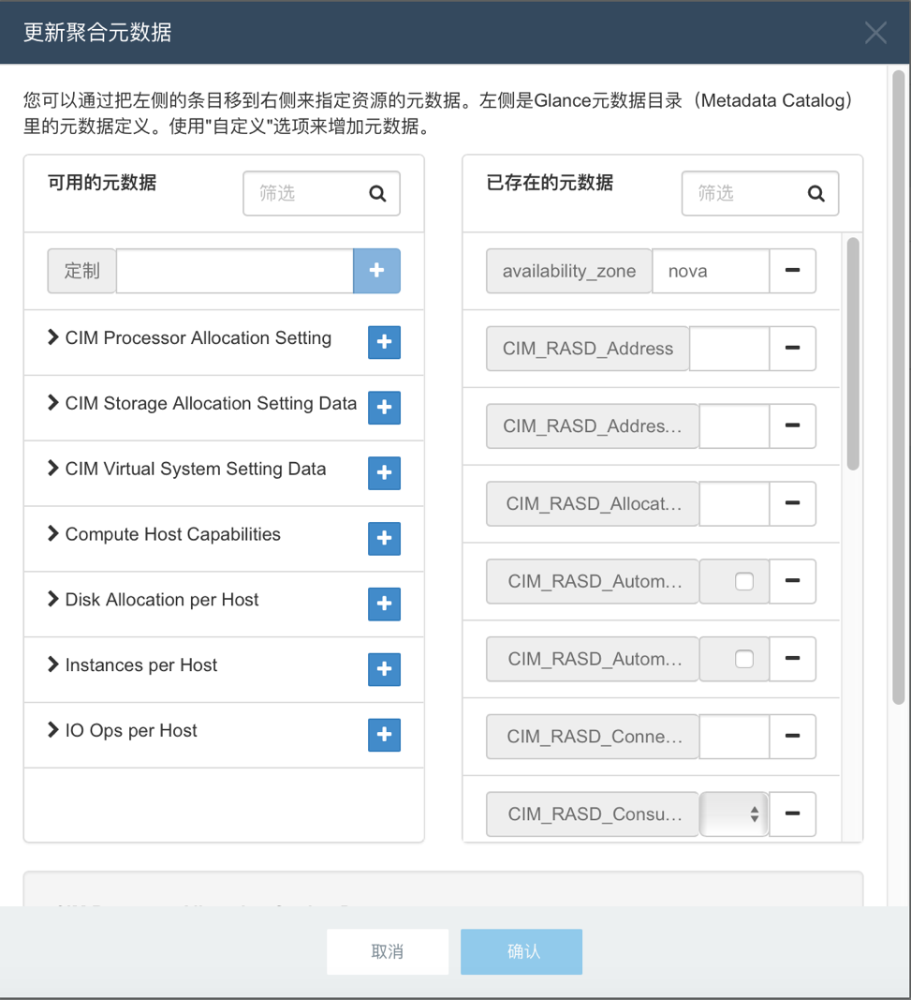 更新聚合元数据
您可以通过把左侧的条目移到右侧来指定资源的元数据。左侧是Glance元数据目录（Metadata Catalog）
里的元数据定义。使用"自定义"选项来增加元数据。
可用的元数据
筛选
定制
CIM Processor Allocation Setting
CIM Storage Allocation Setting Data
CIM Virtual System Setting Data
Compute Host Capabilities
Disk Allocation per Host
Instances per Host
IO Ops per Host
已存在的元数据
筛选
availability_zone nova
CIM_RASD_Address
CIM_RASD_Addres...
CIM_RASD_Allocat...
CIM_RASD_Autom...
CIM_RASD_Autom...
CIM_RASD_Conne...
CIM_RASD_Consu...
取消
确认